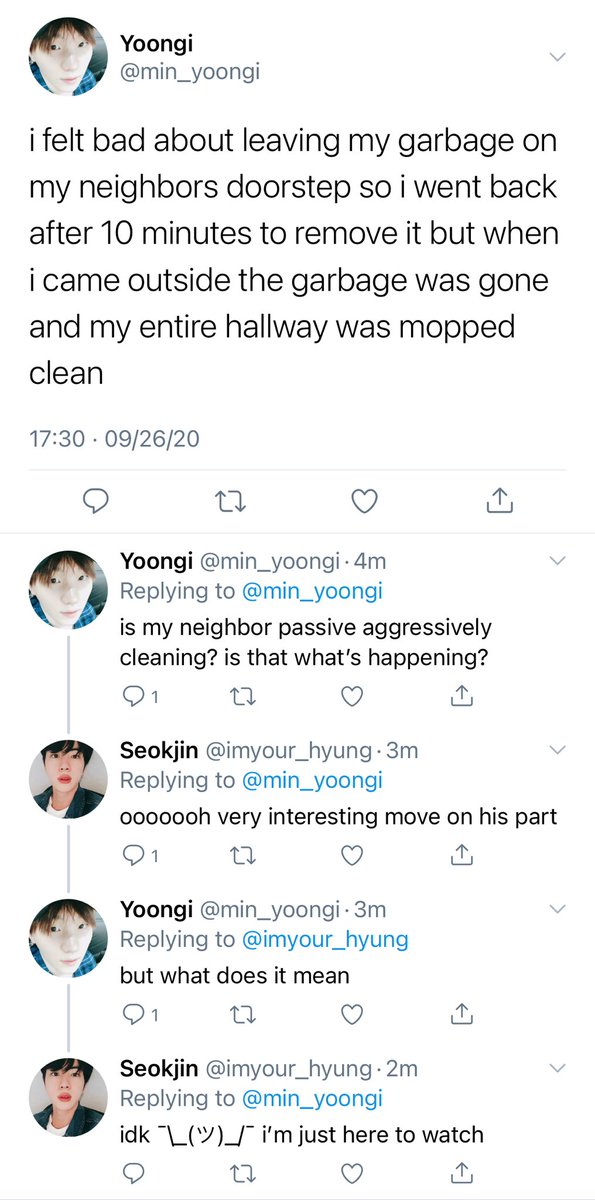 Yoongi
@min_yoongi
i felt bad about leaving my garbage on
my neighbors doorstep so i went back
after 10 minutes to remove it but when
i came outside the garbage was gone
and my entire hallway was mopped
clean
17:30 · 09/26/20
Yoongi @min_yoongi · 4m
Replying to @min_yoongi
is my neighbor passive aggressively
cleaning? is that what's happening?
1
Seokjin @imyour_hyung · 3m
Replying to @min_yoongi
ooooooh very interesting move on his part
1
Yoongi @min_yoongi · 3m
Replying to @imyour_hyung
but what does it mean
1
Seokjin @imyour_hyung · 2m
Replying to @min_yoongi
idk ¯\_(ツ)_/¯ i'm just here to watch